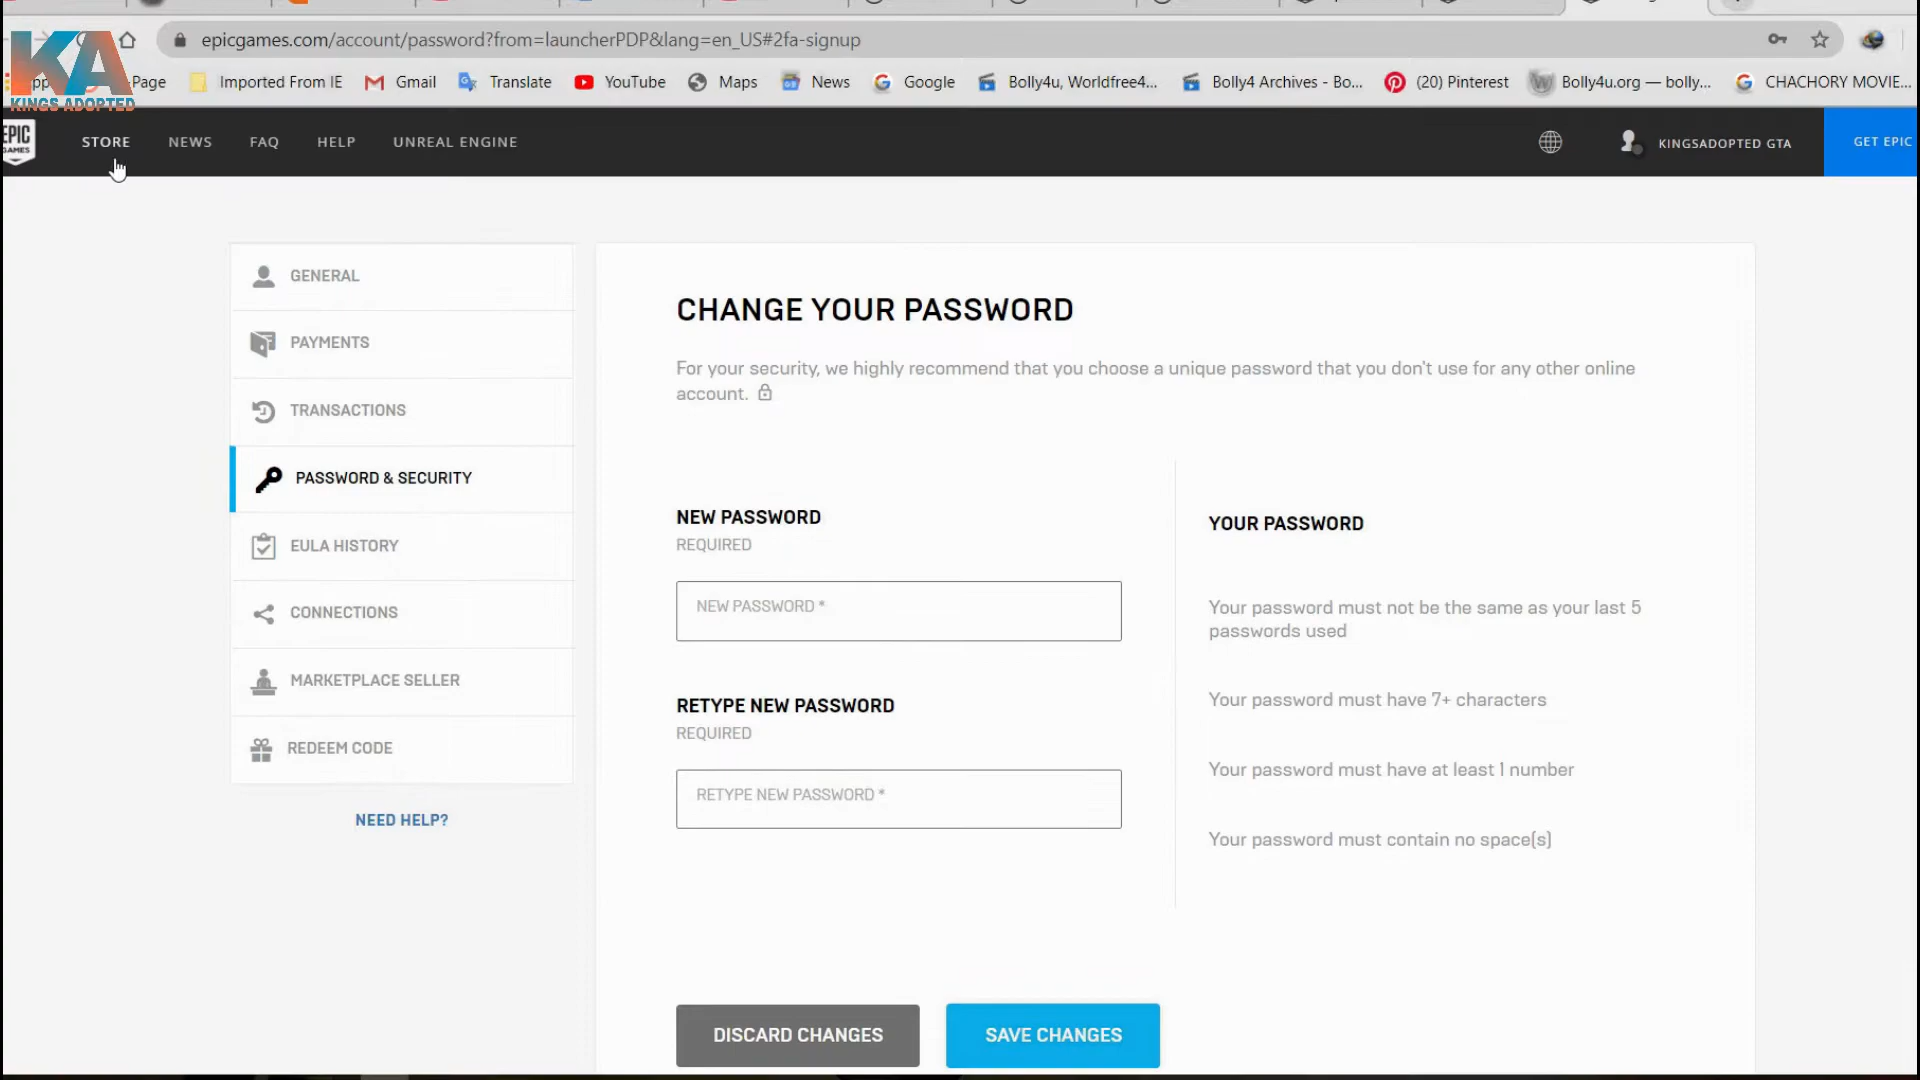 epicgames.com/account/password?from=launcherPDP&lang=en_US#2fa-signup
KA
KINGS ADOPTED
Page
Imported From IE
Gmail
Translate
YouTube
Maps
News
Google
Bolly4u, Worldfree4...
Bolly4 Archives - Bo...
(20) Pinterest
Bolly4u.org — bolly...
CHACHORY MOVIE...
EPIC
GAMES
STORE
NEWS
FAQ
HELP
UNREAL ENGINE
KINGSADOPTED GTA
GET EPIC
GENERAL
PAYMENTS
TRANSACTIONS
PASSWORD & SECURITY
EULA HISTORY
CONNECTIONS
MARKETPLACE SELLER
REDEEM CODE
NEED HELP?
CHANGE YOUR PASSWORD
For your security, we highly recommend that you choose a unique password that you don't use for any other online
account.
NEW PASSWORD
REQUIRED
NEW PASSWORD *
RETYPE NEW PASSWORD
REQUIRED
RETYPE NEW PASSWORD *
YOUR PASSWORD
Your password must not be the same as your last 5
passwords used
Your password must have 7+ characters
Your password must have at least 1 number
Your password must contain no space(s)
DISCARD CHANGES
SAVE CHANGES